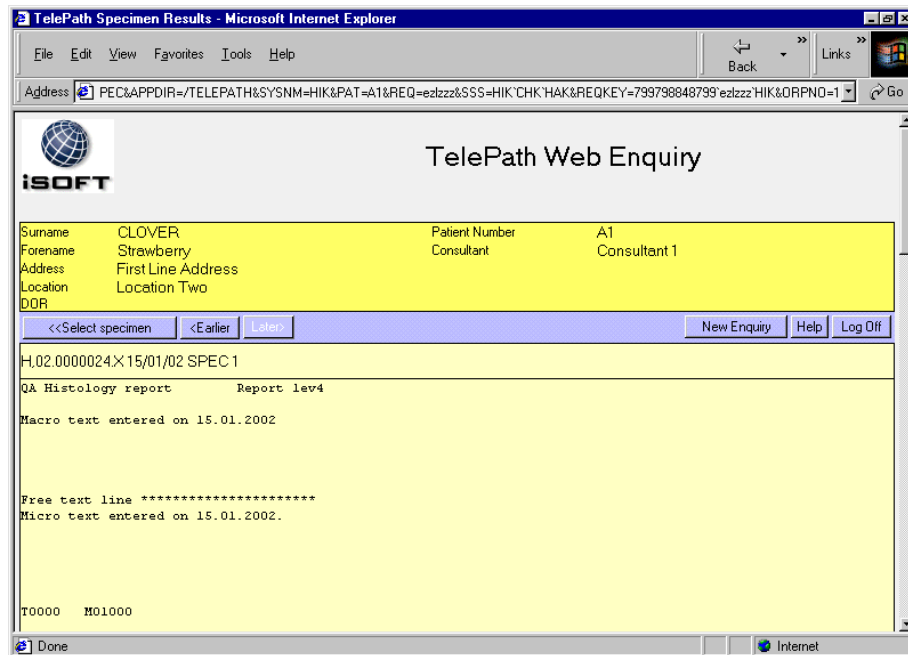 TelePath Specimen Results - Microsoft Internet Explorer
File Edit View Favorites Tools Help
Back
Links
Address PEC&APPDIR=/TELEPATH&SYSNM=HIK&PAT=A1&REQ=ezlzzz&SSS=HIK`CHK`HAK&REQKEY=799798848799`ezlzzz`HIK&ORPNO=1 Go
iSOFT
TelePath Web Enquiry
Surname CLOVER Patient Number A1
Forename Strawberry Consultant Consultant 1
Address First Line Address
Location Location Two
DOR
<<Select specimen <Earlier Later> New Enquiry Help Log Off
H,02.0000024.X 15/01/02 SPEC 1
QA Histology report Report lev4
Macro text entered on 15.01.2002
Free text line **********************
Micro text entered on 15.01.2002.
T0000 M01000
Done Internet